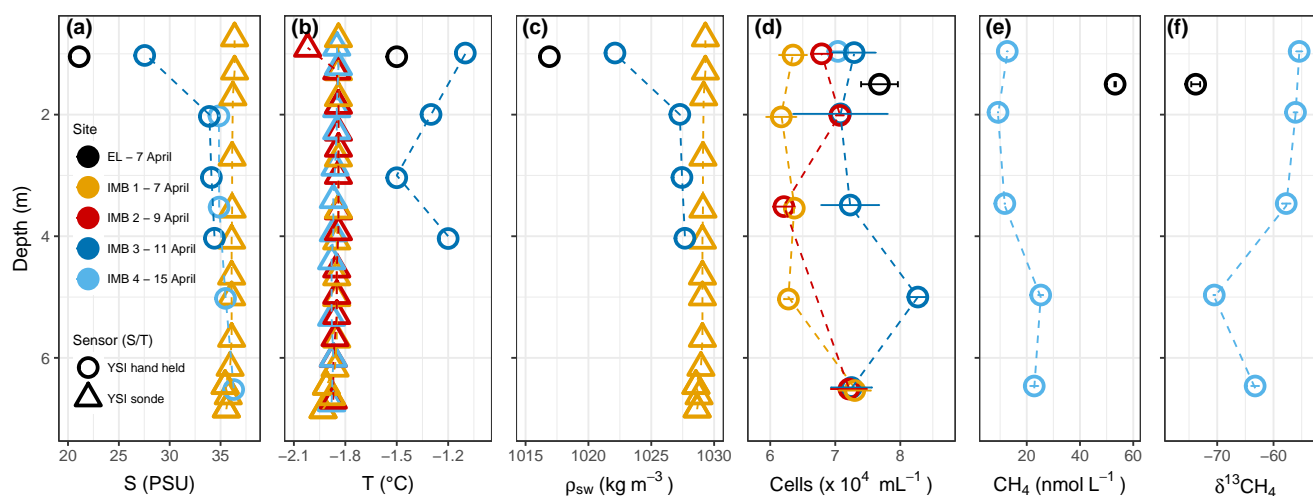 (a) (b) (c) (d) (e) (f)
Depth (m)
2
4
6
Site
EL − 7 April
IMB 1 − 7 April
IMB 2 − 9 April
IMB 3 − 11 April
IMB 4 − 15 April
Sensor (S/T)
YSI hand held
YSI sonde
20 25 30 35
S (PSU)
−2.1 −1.8 −1.5 −1.2
T (°C)
1015 1020 1025 1030
ρsw (kg m⁻³)
6 7 8
Cells (x 10⁴ mL⁻¹)
0 20 40 60
CH₄ (nmol L⁻¹)
−70 −60
δ¹³CH₄